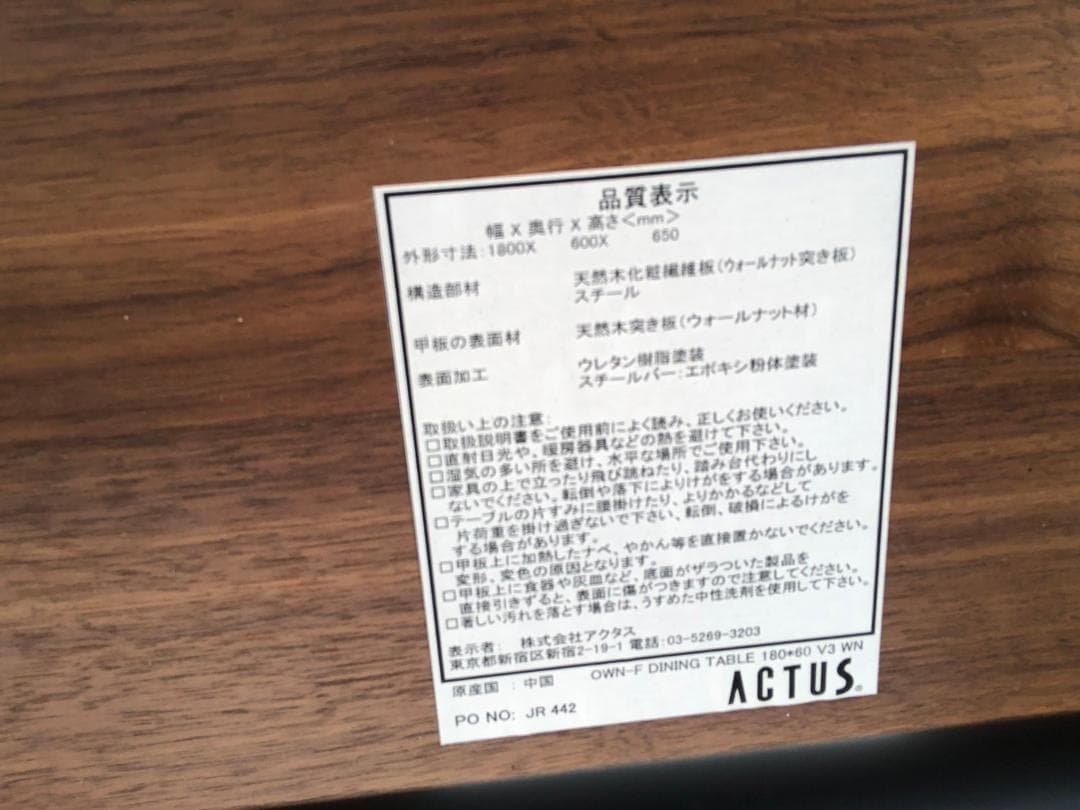 品質表示
幅 X 奥行 X 高さ<mm>
外形寸法:1800X 600X 650
構造部材 天然木化粧繊維板(ウォールナット突き板)
スチール
甲板の表面材 天然木突き板(ウォールナット材)
表面加工 ウレタン樹脂塗装
スチールバー:エポキシ粉体塗装
取扱い上の注意:
□取扱説明書をご使用前によく読み、正しくお使いください。
□直射日光や、暖房器具などの熱を避けて下さい。
□湿気の多い所を避け、水平な場所でご使用下さい。
□家具の上で立ったり飛び跳ねたり、踏み台代わりにし
ないでください。転倒や落下によりけがをする場合があります。
□テーブルの片すみに腰掛けたり、よりかかるなどして
片荷重を掛け過ぎないで下さい、転倒、破損によるけがを
する場合があります。
□甲板上に加熱したナベ、やかん等を直接置かないでください。
変形、変色の原因となります。
□甲板上に食器や灰皿など、底面がザラついた製品を
直接引きずると、表面に傷がつきますので注意してください。
□著しい汚れを落とす場合は、うすめた中性洗剤を使用して下さい。
表示者: 株式会社アクタス
東京都新宿区新宿2-19-1 電話:03-5269-3203
原産国 : 中国 OWN-F DINING TABLE 180*60 V3 WN
PO NO: JR 442 ACTUS®